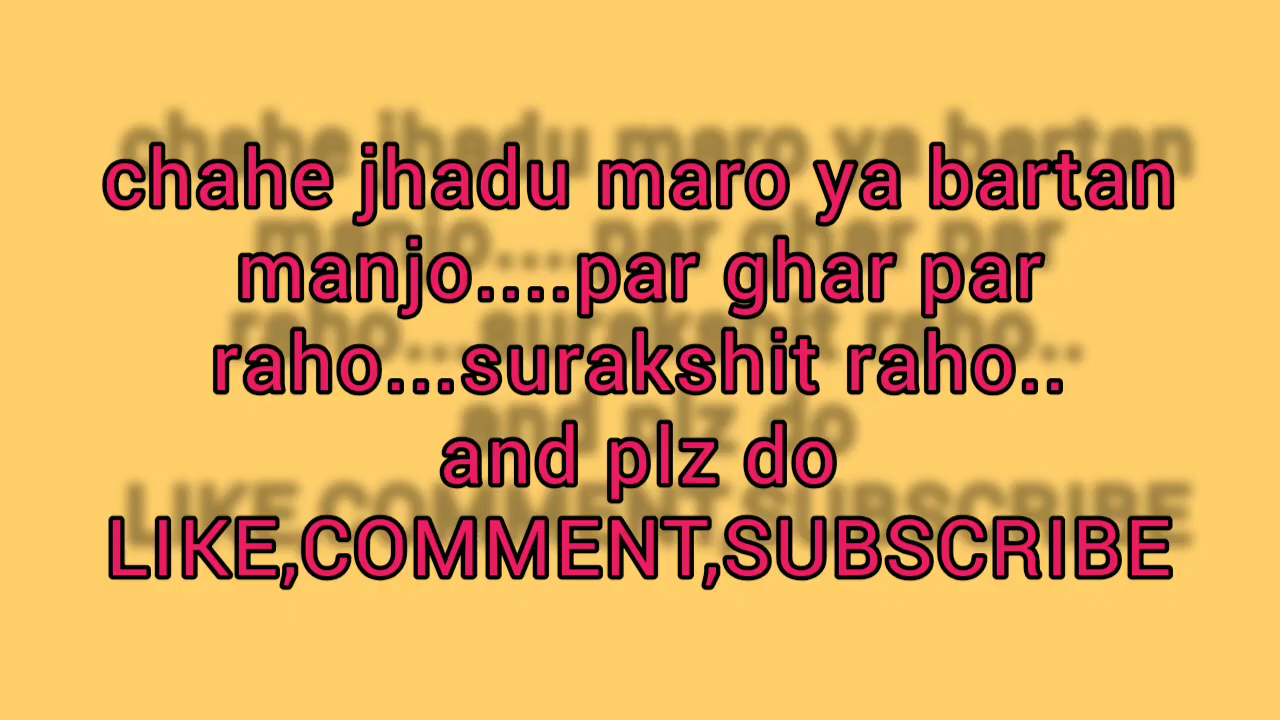 chahe jhadu maro ya bartan
manjo....par ghar par
raho...surakshit raho..
and plz do
LIKE,COMMENT,SUBSCRIBE